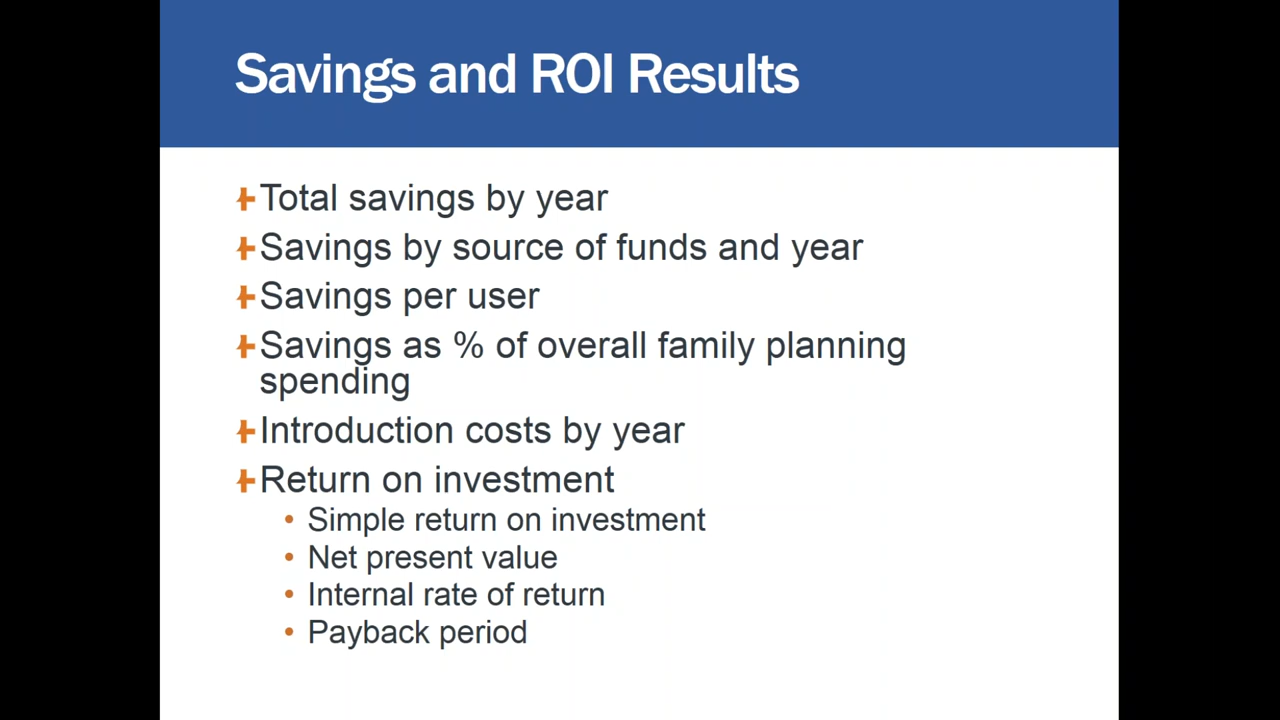 Savings and ROI Results
Total savings by year
Savings by source of funds and year
Savings per user
Savings as % of overall family planning
spending
Introduction costs by year
Return on investment
• Simple return on investment
• Net present value
• Internal rate of return
• Payback period